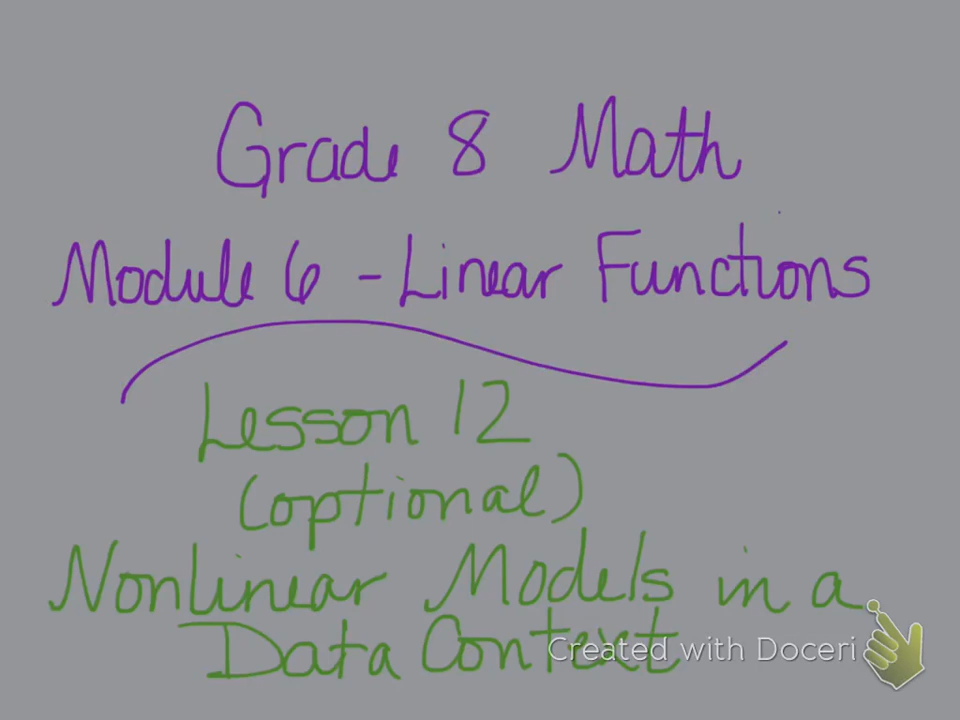 Grade 8 Math
Module 6 - Linear Functions
Lesson 12
(optional)
Nonlinear Models in a
Data Context
Created with Doceri